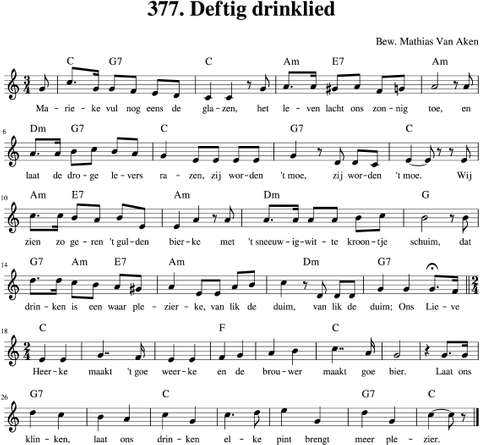 377. Deftig drinklied
Bew. Mathias Van Aken
C G7 C Am E7 Am
Ma - rie - ke vul nog eens de gla - zen, het le - ven lacht ons zon - nig toe, en
6
Dm G7 C G7 C
laat de dro - ge le - vers ra - zen, zij wor - den 't moe, zij wor - den 't moe. Wij
10
Am E7 Am Dm G
zien zo ge - ren 't gul - den bier - ke met 't sneeuw - ig - wit - te kroon - tje schuim, dat
14
G7 Am E7 Am C Dm G7
drin - ken is een waar ple - zier - ke, van lik de duim, van lik de duim; Ons Lie - ve
18
C F G C
Heer - ke maakt 't goe weer - ke en de brou - wer maakt goe bier. Laat ons
26
G7 C G7 C
klin - ken, laat ons drin - ken el - ke pint brengt meer ple - zier.